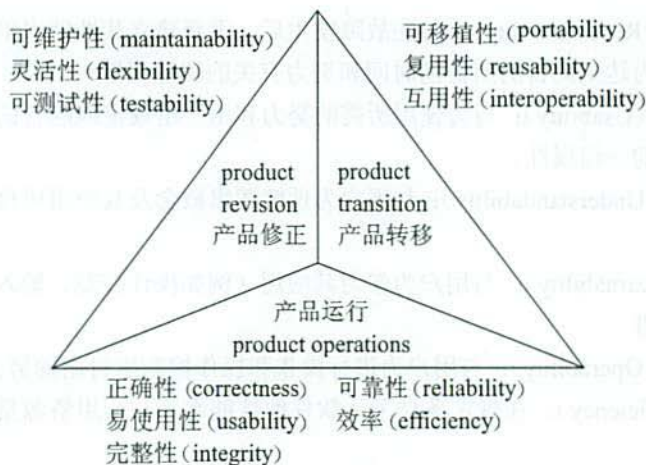 可维护性 (maintainability)
灵活性 (flexibility)
可测试性 (testability)
可移植性 (portability)
复用性 (reusability)
互用性 (interoperability)
product
revision
产品修正
product
transition
产品转移
产品运行
product operations
正确性 (correctness) 可靠性 (reliability)
易使用性 (usability) 效率 (efficiency)
完整性 (integrity)